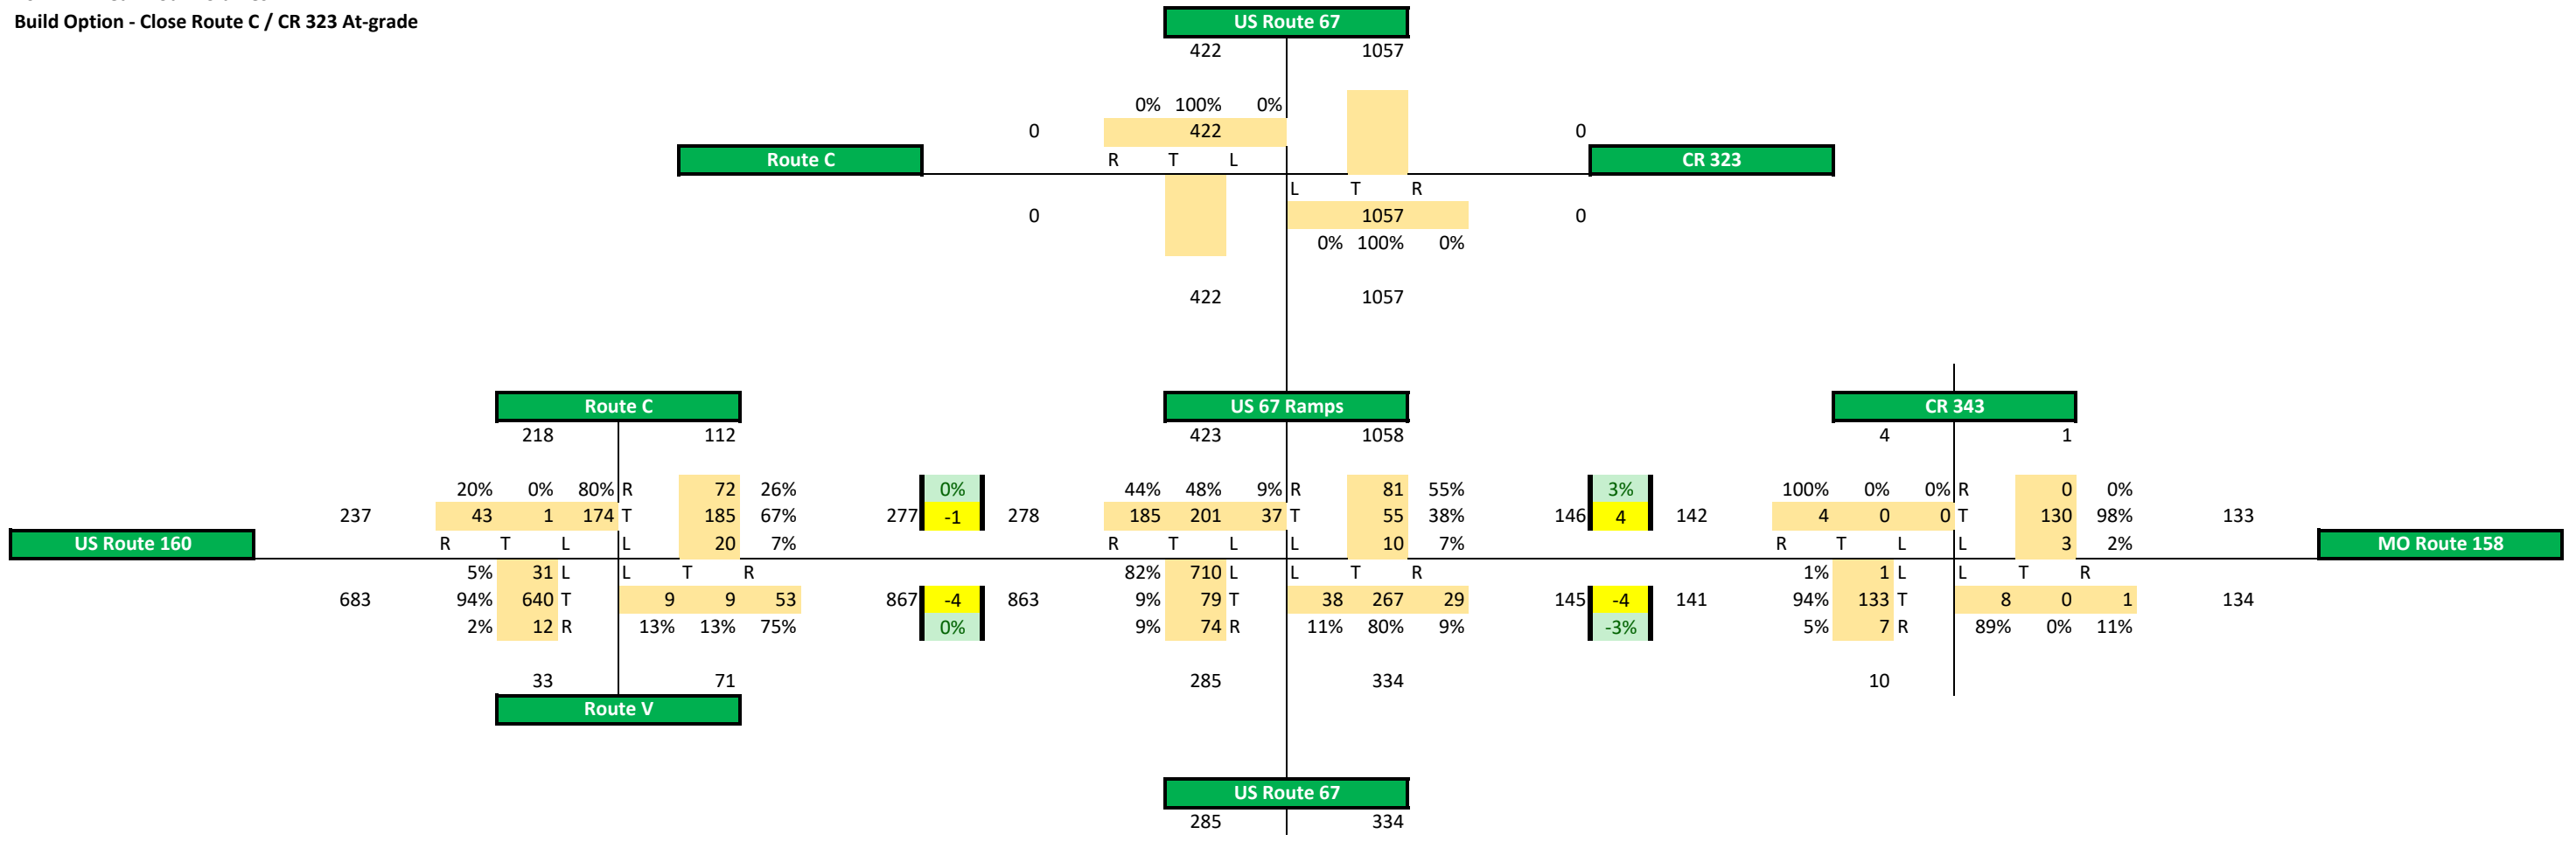 Build Option - Close Route C / CR 323 At-grade
US Route 67
422 1057
0% 100% 0%
0 422 0
Route C R T L CR 323
L T R
0 1057 0
0% 100% 0%
422 1057
Route C US 67 Ramps CR 343
218 112 423 1058 4 1
20% 0% 80% R 72 26% 0% 44% 48% 9% R 81 55% 3% 100% 0% 0% R 0 0%
237 43 1 174 T 185 67% 277 -1 278 185 201 37 T 55 38% 146 4 142 4 0 0 T 130 98% 133
US Route 160 R T L L 20 7% R T L L 10 7% R T L L 3 2% MO Route 158
5% 31 L L T R 82% 710 L L T R 1% 1 L L T R
683 94% 640 T 9 9 53 867 -4 863 9% 79 T 38 267 29 145 -4 141 94% 133 T 8 0 1 134
2% 12 R 13% 13% 75% 0% 9% 74 R 11% 80% 9% -3% 5% 7 R 89% 0% 11%
33 71 285 334 10
Route V
US Route 67
285 334